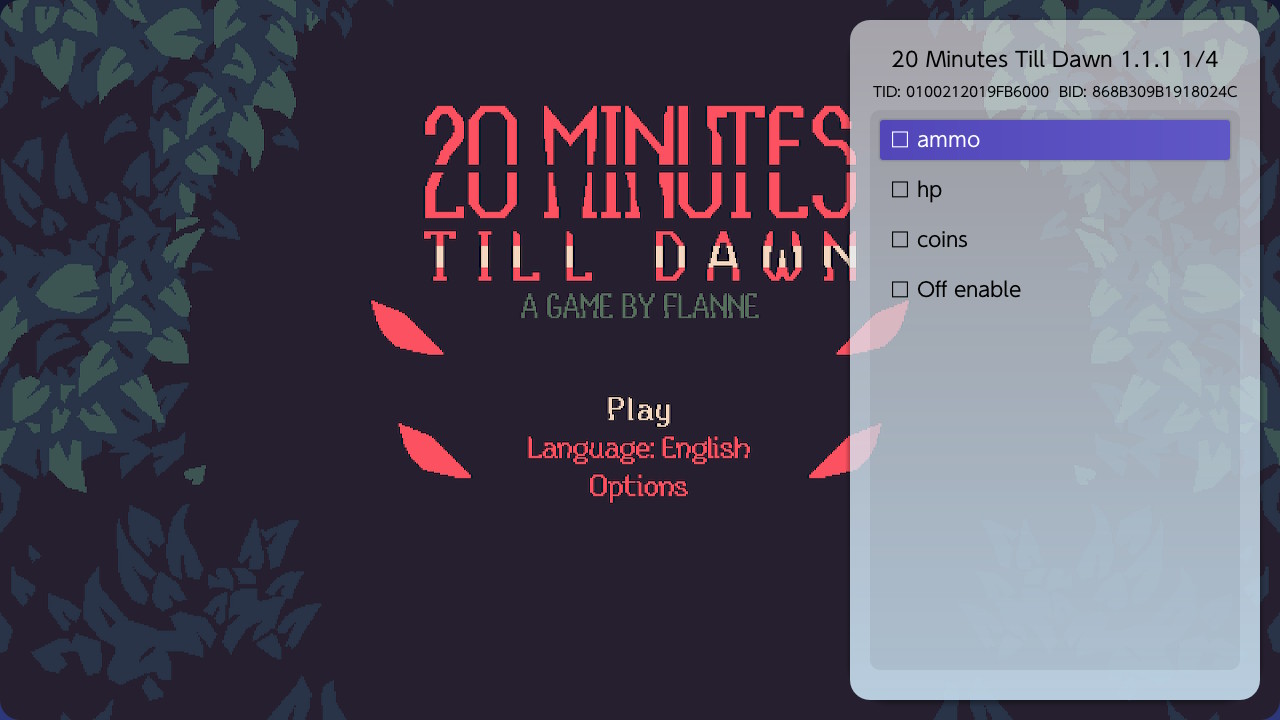 20 MINUTES
TILL DAWN
A GAME BY FLANNE
Play
Language: English
Options
20 Minutes Till Dawn 1.1.1 1/4
TID: 0100212019FB6000 BID: 868B309B1918024C
ammo
hp
coins
Off enable